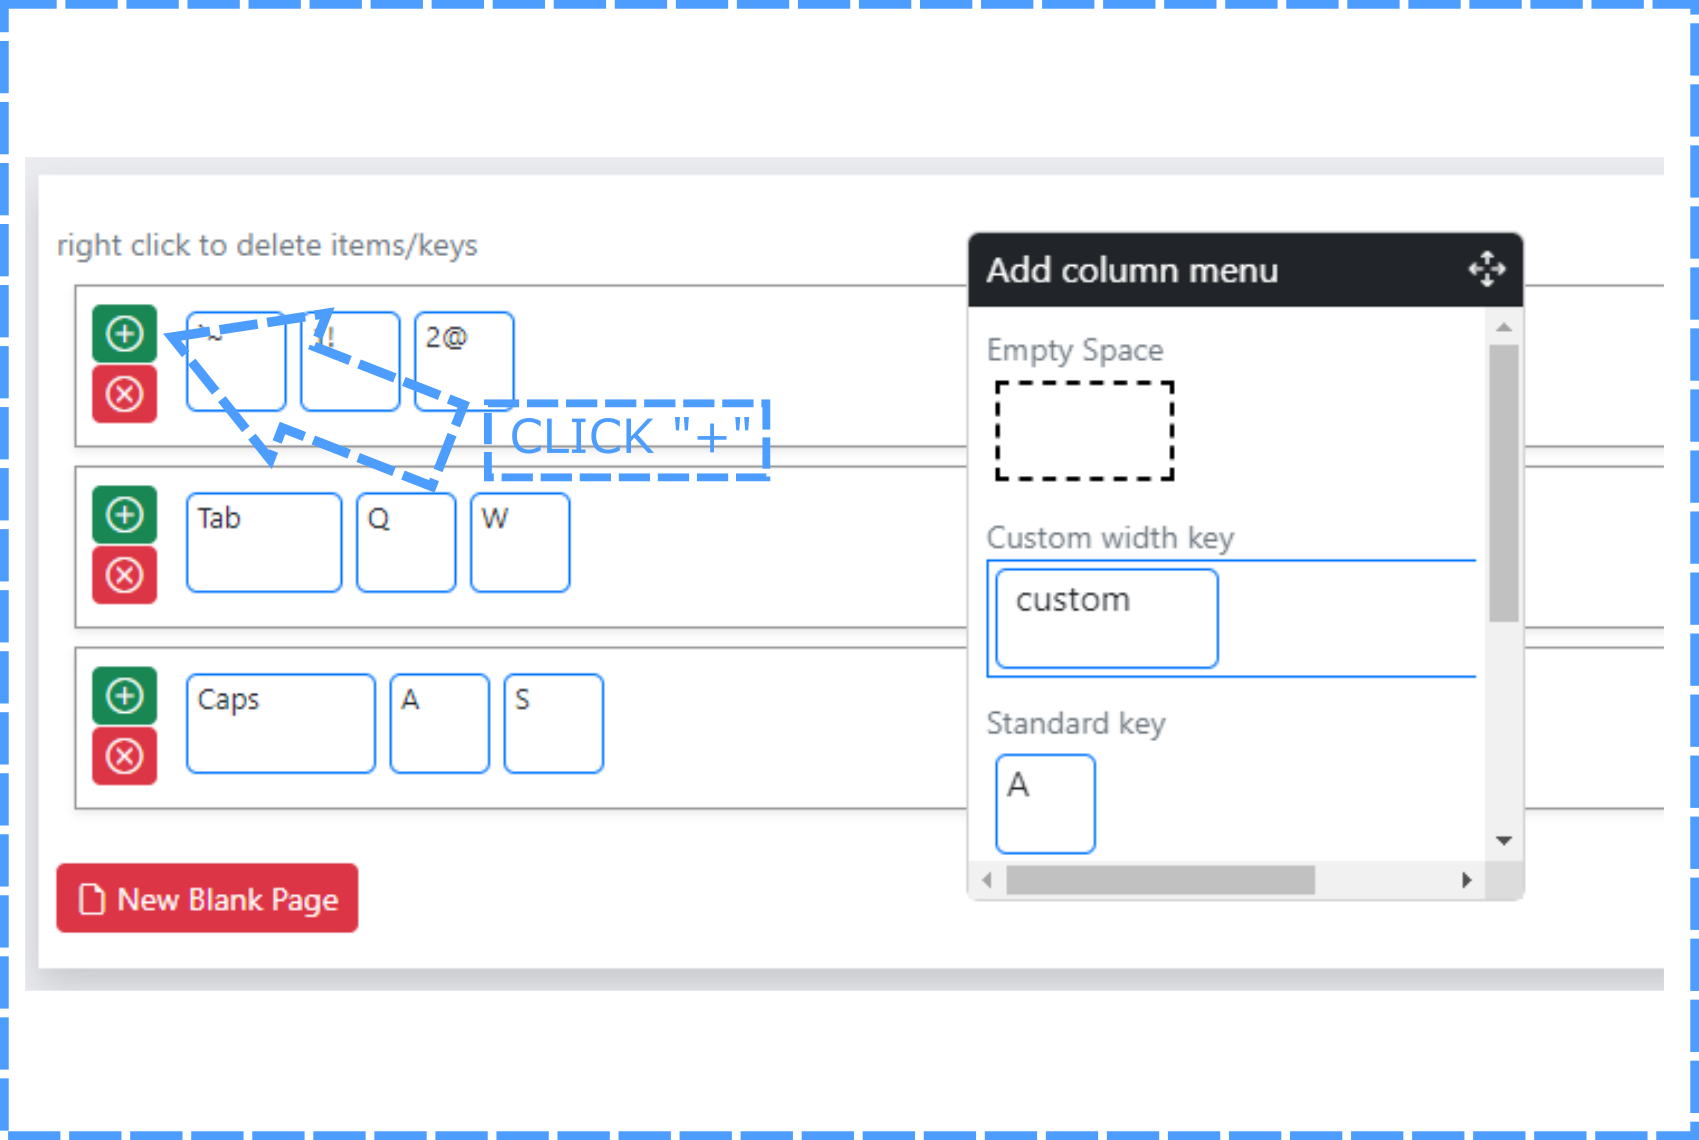 right click to delete items/keys
`~
!
2@
CLICK "+"
Tab
Q
W
Caps
A
S
New Blank Page
Add column menu
Empty Space
Custom width key
custom
Standard key
A